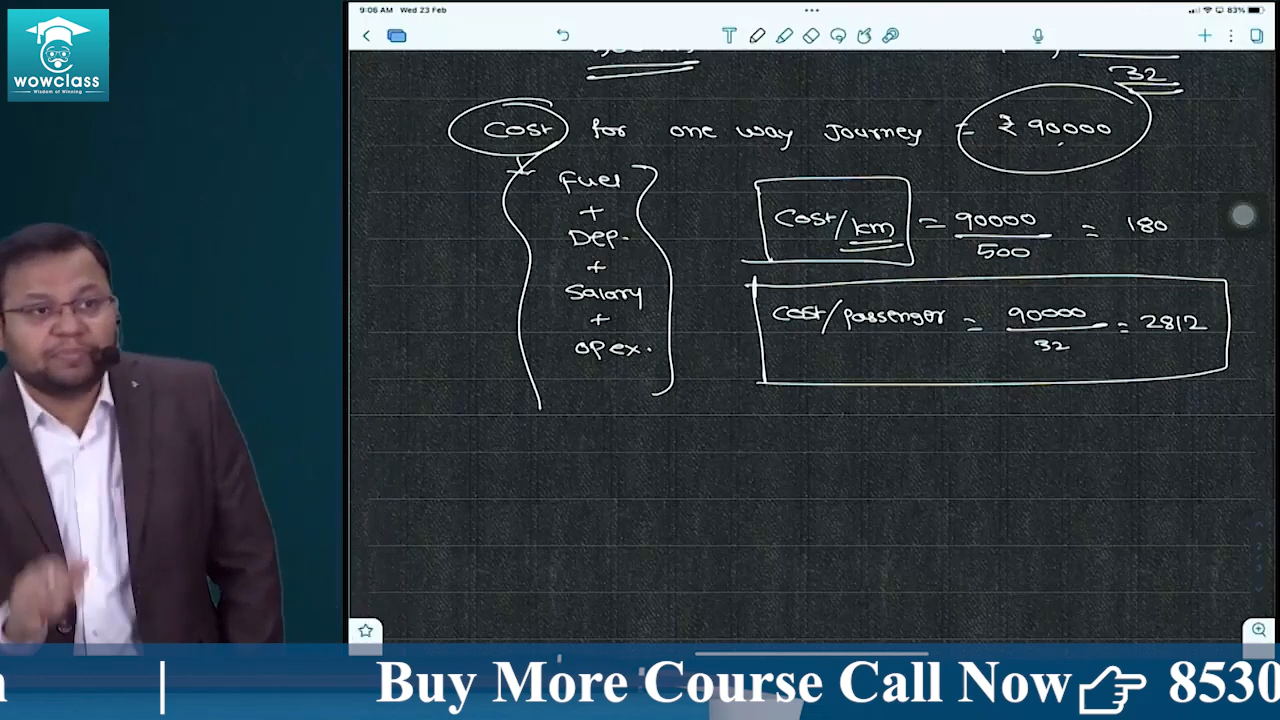 9:06 AM Wed 23 Feb
83%
wowclass
Wisdom of Winning
32
Cost for one way Journey = ₹ 90000
Fuel
+
Dep.
+
Salary
+
opex.
Cost/km = 90000/500 = 180
Cost/passenger = 90000/32 = 2812
Buy More Course Call Now 8530